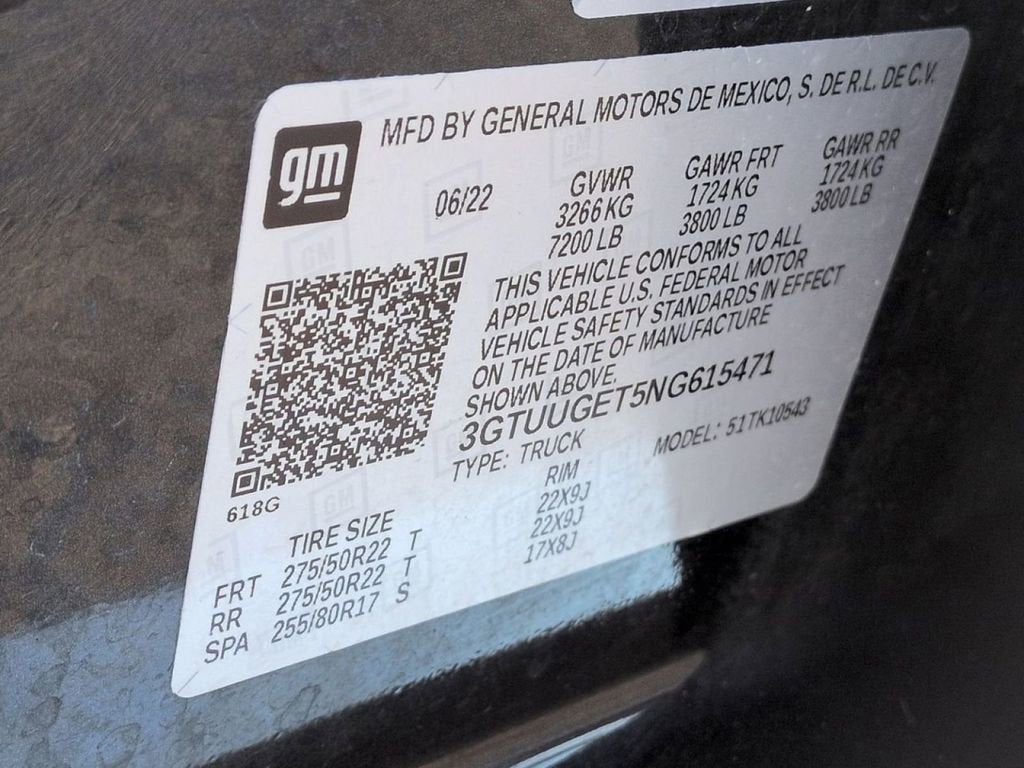 gm
MFD BY GENERAL MOTORS DE MEXICO, S. DE R.L. DE C.V.
06/22 GVWR GAWR FRT GAWR RR
3266 KG 1724 KG 1724 KG
7200 LB 3800 LB 3800 LB
THIS VEHICLE CONFORMS TO ALL
APPLICABLE U.S. FEDERAL MOTOR
VEHICLE SAFETY STANDARDS IN EFFECT
ON THE DATE OF MANUFACTURE
SHOWN ABOVE.
3GTUUGET5NG615471
TYPE: TRUCK MODEL: 51TK10543
618G
TIRE SIZE RIM
FRT 275/50R22 T 22X9J
RR 275/50R22 T 22X9J
SPA 255/80R17 S 17X8J